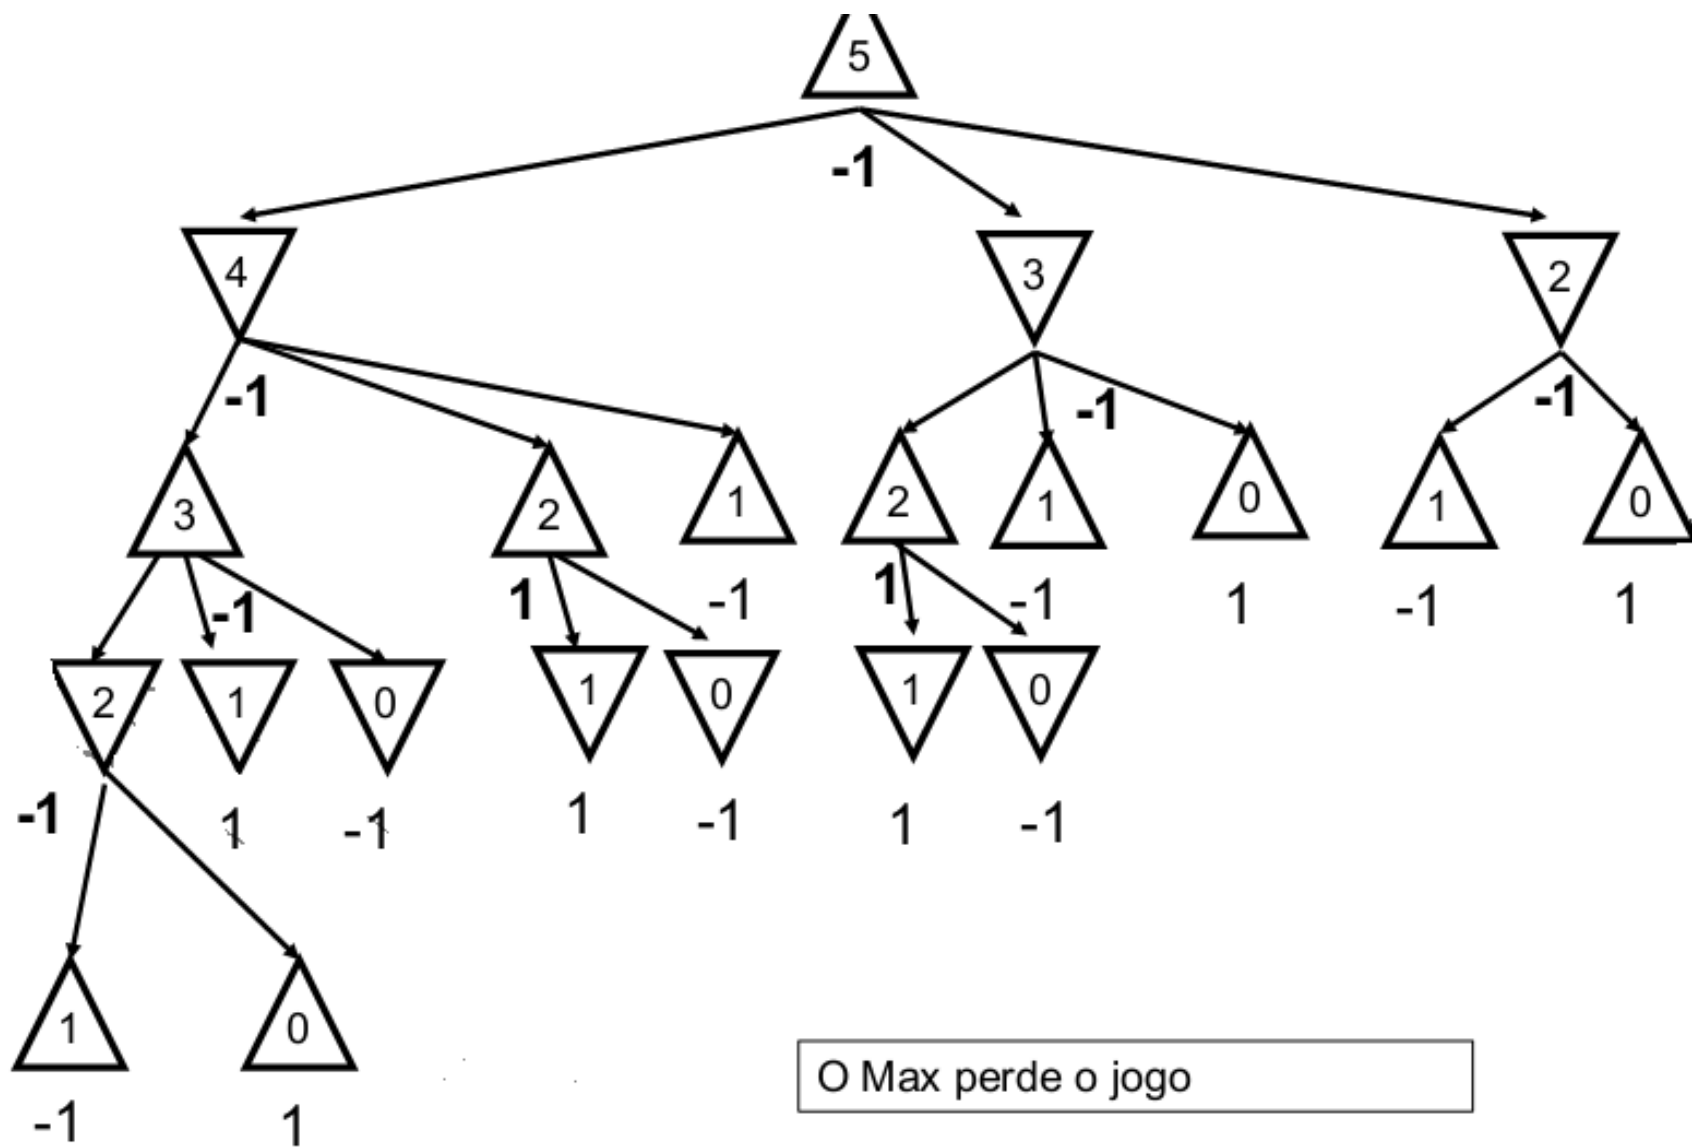 5
-1
4 3 2
-1 -1 -1
3 2 1 2 1 0 1 0
-1 1 -1 1 -1 1 -1 1
2 1 0 1 0 1 0
-1 1 -1 1 -1 1 -1
1 0
-1 1
O Max perde o jogo